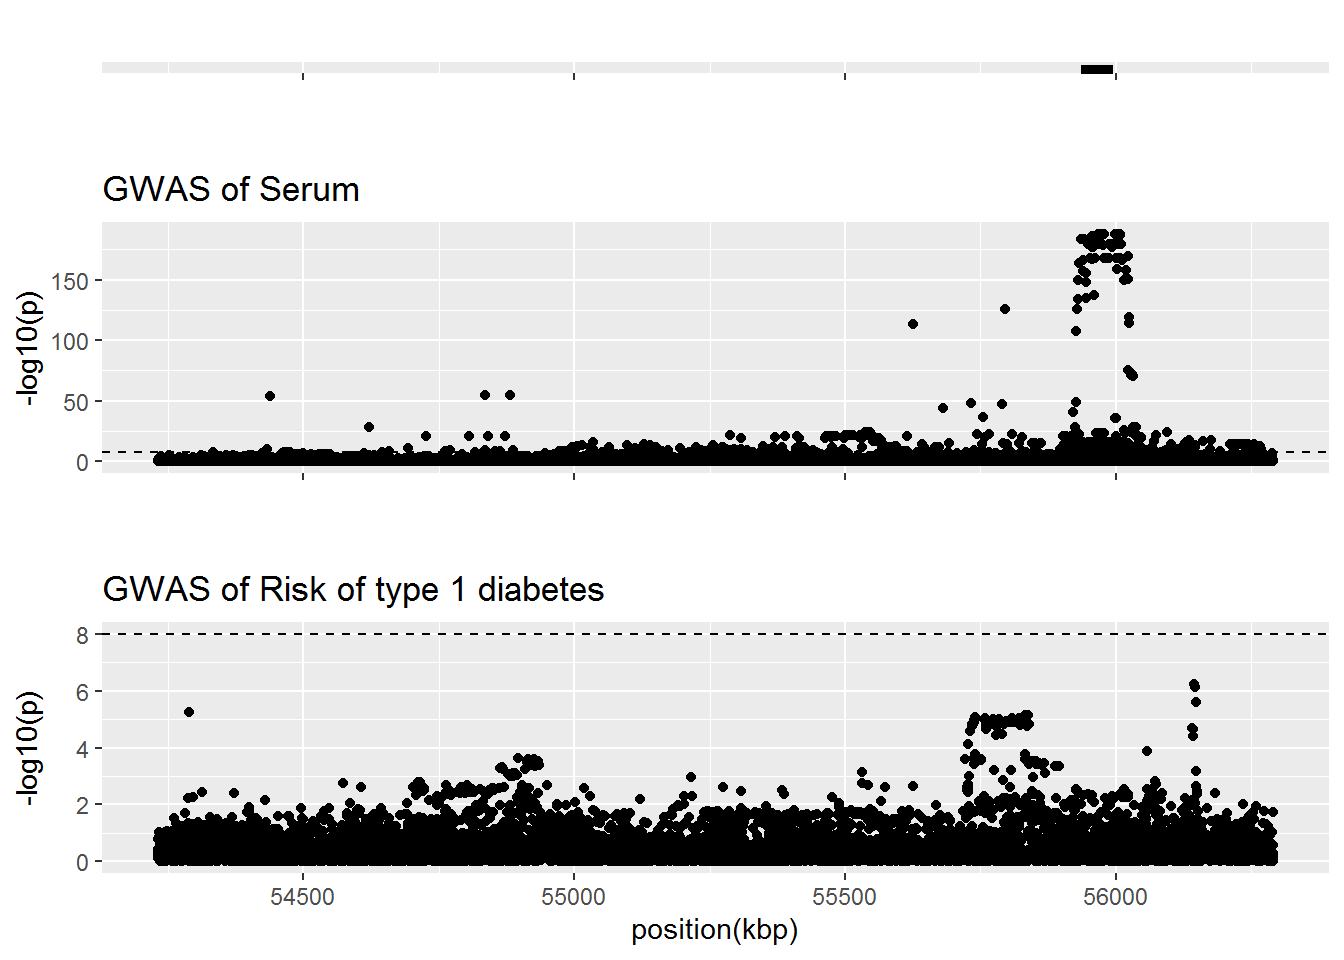 GWAS of Serum
-log10(p)
150
100
50
0
GWAS of Risk of type 1 diabetes
-log10(p)
8
6
4
2
0
54500 55000 55500 56000
position(kbp)